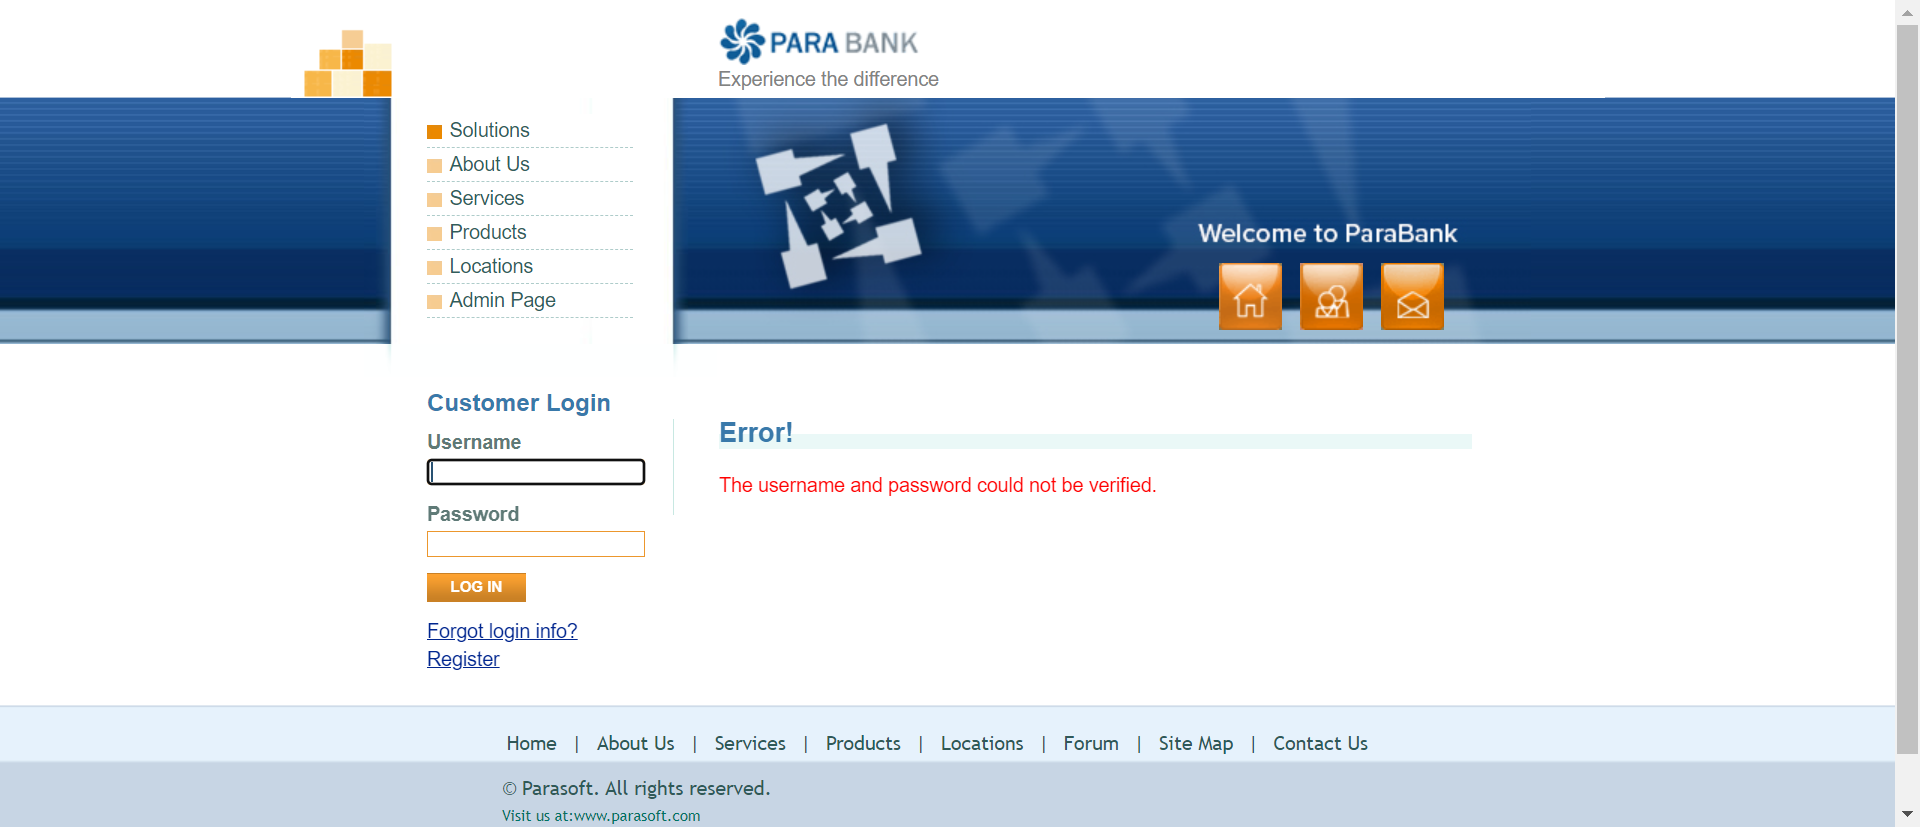 PARA BANK
Experience the difference
Solutions
About Us
Services
Products
Locations
Admin Page
Welcome to ParaBank
Customer Login
Username
Password
LOG IN
Forgot login info?
Register
Error!
The username and password could not be verified.
Home | About Us | Services | Products | Locations | Forum | Site Map | Contact Us
© Parasoft. All rights reserved.
Visit us at:www.parasoft.com